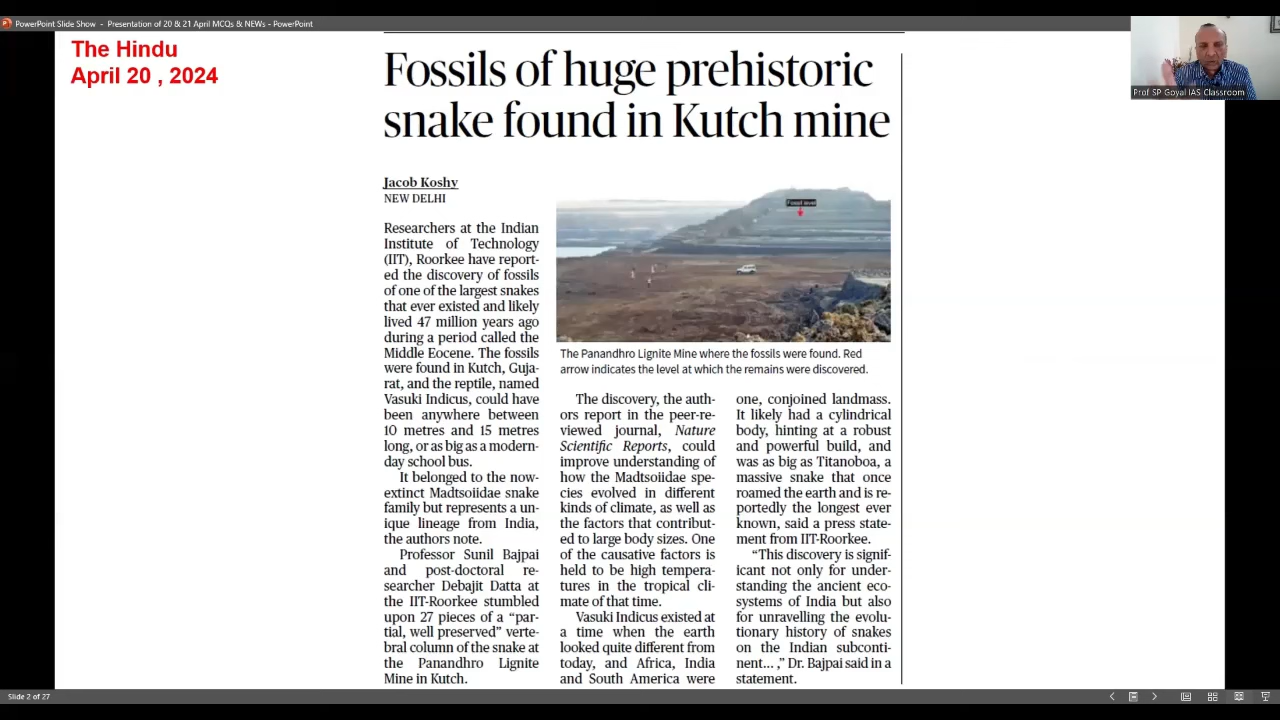 PowerPoint Slide Show - Presentation of 20 & 21 April MCQs & NEWs - PowerPoint
The Hindu
April 20 , 2024
Prof SP Goyal IAS Classroom
Fossils of huge prehistoric
snake found in Kutch mine
Jacob Koshy
NEW DELHI
Researchers at the Indian
Institute of Technology
(IIT), Roorkee have report-
ed the discovery of fossils
of one of the largest snakes
that ever existed and likely
lived 47 million years ago
during a period called the
Middle Eocene. The fossils
were found in Kutch, Guja-
rat, and the reptile, named
Vasuki Indicus, could have
been anywhere between
10 metres and 15 metres
long, or as big as a modern-
day school bus.
It belonged to the now-
extinct Madtsoiidae snake
family but represents a un-
ique lineage from India,
the authors note.
Professor Sunil Bajpai
and post-doctoral re-
searcher Debajit Datta at
the IIT-Roorkee stumbled
upon 27 pieces of a “par-
tial, well preserved” verte-
bral column of the snake at
the Panandhro Lignite
Mine in Kutch.
Fossil level
The Panandhro Lignite Mine where the fossils were found. Red
arrow indicates the level at which the remains were discovered.
The discovery, the auth-
ors report in the peer-re-
viewed journal, Nature
Scientific Reports, could
improve understanding of
how the Madtsoiidae spe-
cies evolved in different
kinds of climate, as well as
the factors that contribut-
ed to large body sizes. One
of the causative factors is
held to be high tempera-
tures in the tropical cli-
mate of that time.
Vasuki Indicus existed at
a time when the earth
looked quite different from
today, and Africa, India
and South America were
one, conjoined landmass.
It likely had a cylindrical
body, hinting at a robust
and powerful build, and
was as big as Titanoboa, a
massive snake that once
roamed the earth and is re-
portedly the longest ever
known, said a press state-
ment from IIT-Roorkee.
“This discovery is signif-
icant not only for under-
standing the ancient eco-
systems of India but also
for unravelling the evolu-
tionary history of snakes
on the Indian subconti-
nent... ,” Dr. Bajpai said in a
statement.
Slide 2 of 27